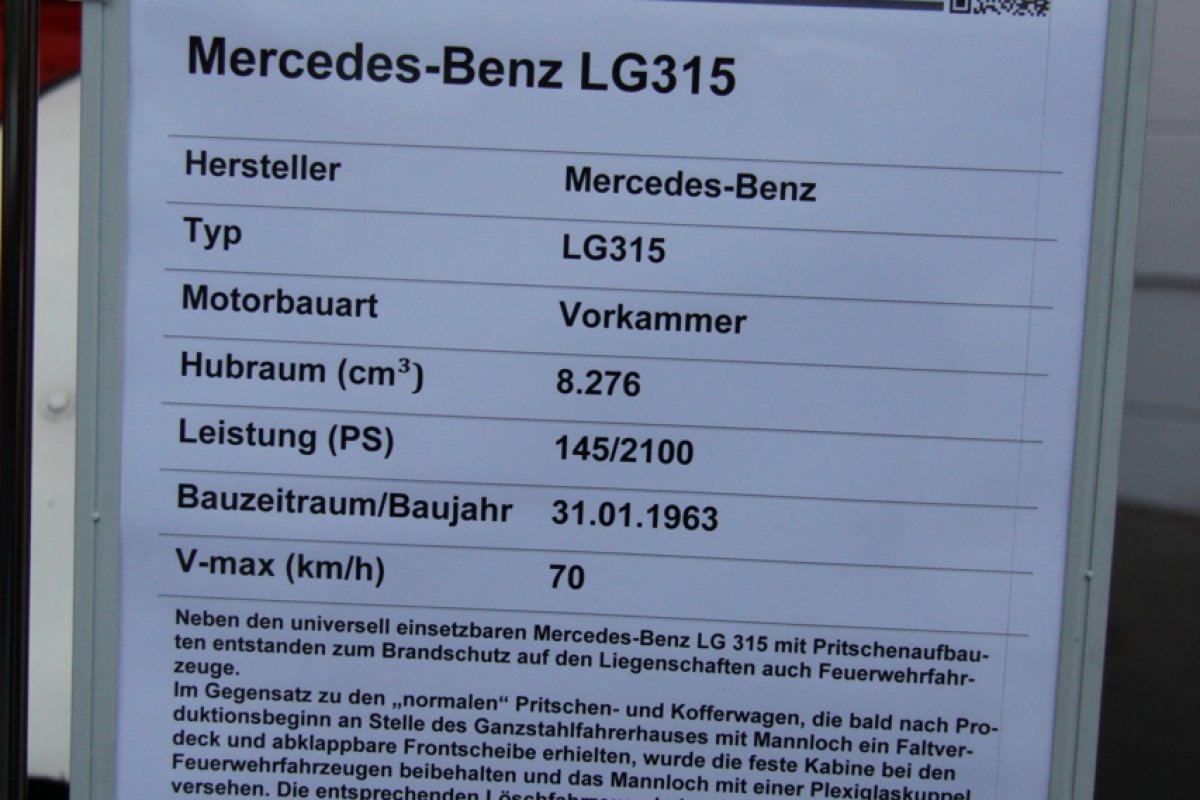 Mercedes-Benz LG315
Hersteller Mercedes-Benz
Typ LG315
Motorbauart Vorkammer
Hubraum (cm³) 8.276
Leistung (PS) 145/2100
Bauzeitraum/Baujahr 31.01.1963
V-max (km/h) 70
Neben den universell einsetzbaren Mercedes-Benz LG 315 mit Pritschenaufbau-
ten entstanden zum Brandschutz auf den Liegenschaften auch Feuerwehrfahr-
zeuge.
Im Gegensatz zu den „normalen“ Pritschen- und Kofferwagen, die bald nach Pro-
duktionsbeginn an Stelle des Ganzstahlfahrerhauses mit Mannloch ein Faltver-
deck und abklappbare Frontscheibe erhielten, wurde die feste Kabine bei den
Feuerwehrfahrzeugen beibehalten und das Mannloch mit einer Plexiglaskuppel
versehen. Die entsprechenden